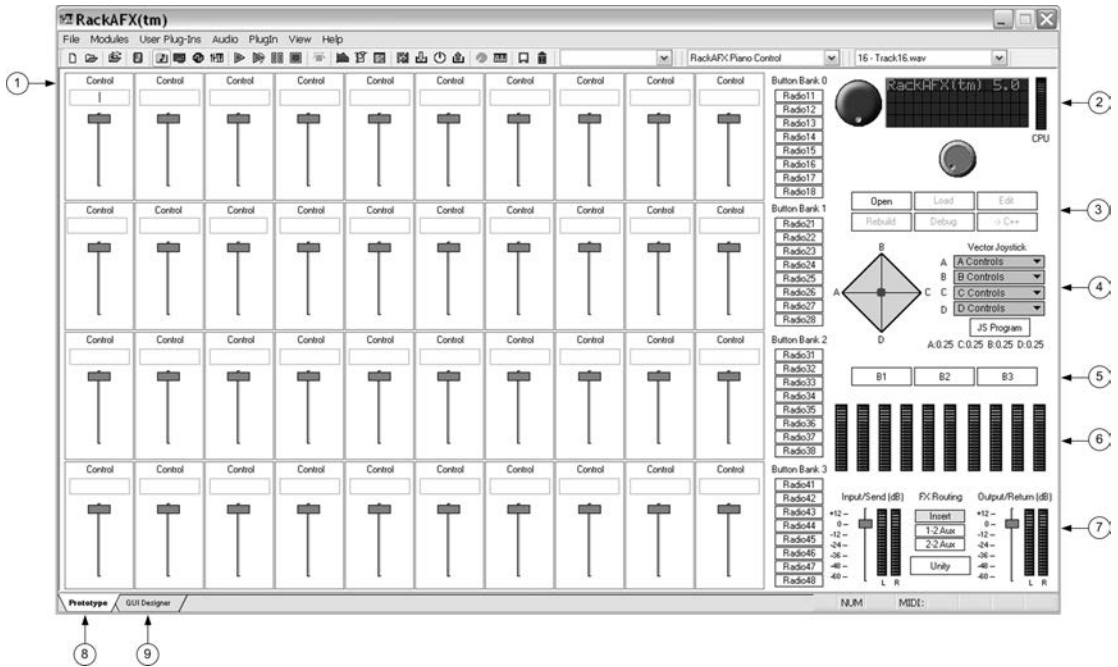 RackAFX(tm)
File Modules User Plug-Ins Audio PlugIn View Help
RackAFX Piano Control 16 - Track16.wav
1
Control Control Control Control Control Control Control Control Control Control
Button Bank 0
Radio11
Radio12
Radio13
Radio14
Radio15
Radio16
Radio17
Radio18
Control Control Control Control Control Control Control Control Control Control
Button Bank 1
Radio21
Radio22
Radio23
Radio24
Radio25
Radio26
Radio27
Radio28
Control Control Control Control Control Control Control Control Control Control
Button Bank 2
Radio31
Radio32
Radio33
Radio34
Radio35
Radio36
Radio37
Radio38
Control Control Control Control Control Control Control Control Control Control
Button Bank 3
Radio41
Radio42
Radio43
Radio44
Radio45
Radio46
Radio47
Radio48
RackAFX(tm) 5.0
2
CPU
Open Load Edit
3
Rebuild Debug -> C++
B
A C
D
Vector Joystick
A A Controls
B B Controls
C C Controls
D D Controls
4
JS Program
A:0.25 C:0.25 B:0.25 D:0.25
B1 B2 B3
5
6
Input/Send (dB) FX Routing Output/Return (dB)
+12 Insert +12
0 1-2 Aux 0
-12 2-2 Aux -12
-24 -24
-36 -36
-48 Unity -48
-60 -60
L R L R
7
Prototype GUI Designer
NUM MIDI:
8 9